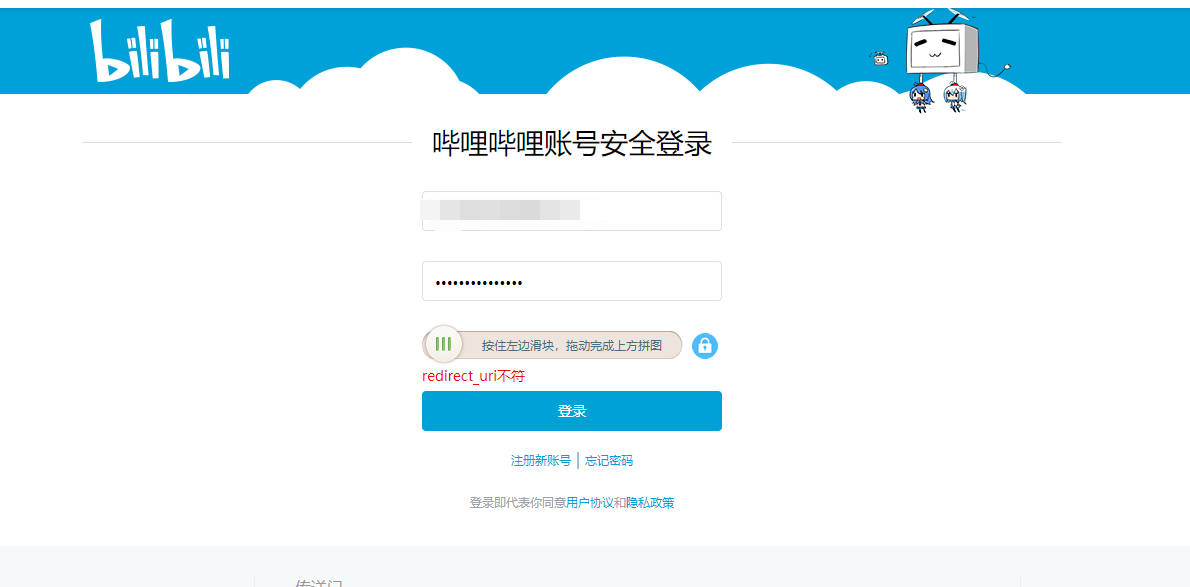 bilibili
哔哩哔哩账号安全登录
按住左边滑块，拖动完成上方拼图
redirect_uri不符
登录
注册新账号 | 忘记密码
登录即代表你同意用户协议和隐私政策
传送门